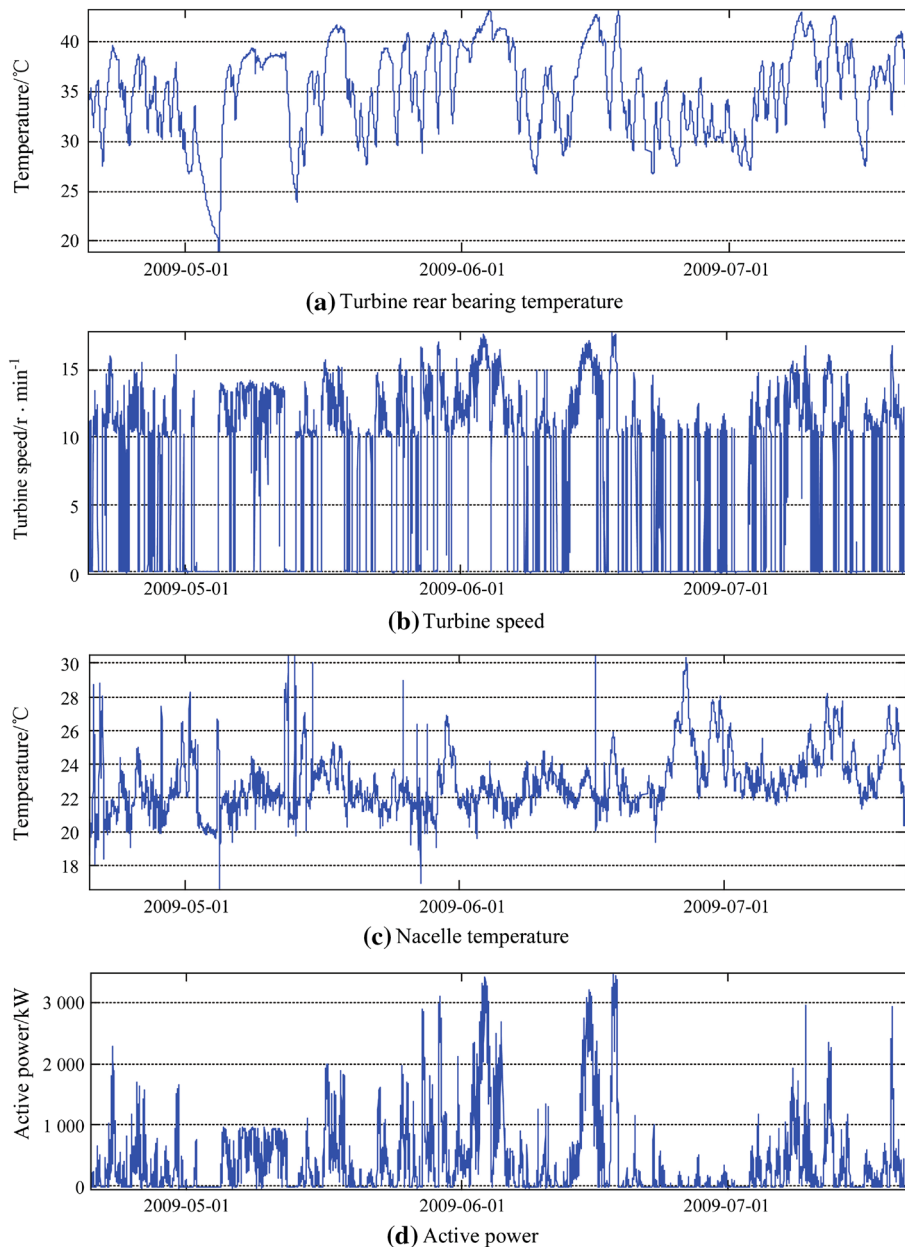 Temperature/℃
40
35
30
25
20
2009-05-01 2009-06-01 2009-07-01
(a) Turbine rear bearing temperature
Turbine speed/r · min⁻¹
15
10
5
0
2009-05-01 2009-06-01 2009-07-01
(b) Turbine speed
Temperature/℃
30
28
26
24
22
20
18
2009-05-01 2009-06-01 2009-07-01
(c) Nacelle temperature
Active power/kW
3 000
2 000
1 000
0
2009-05-01 2009-06-01 2009-07-01
(d) Active power